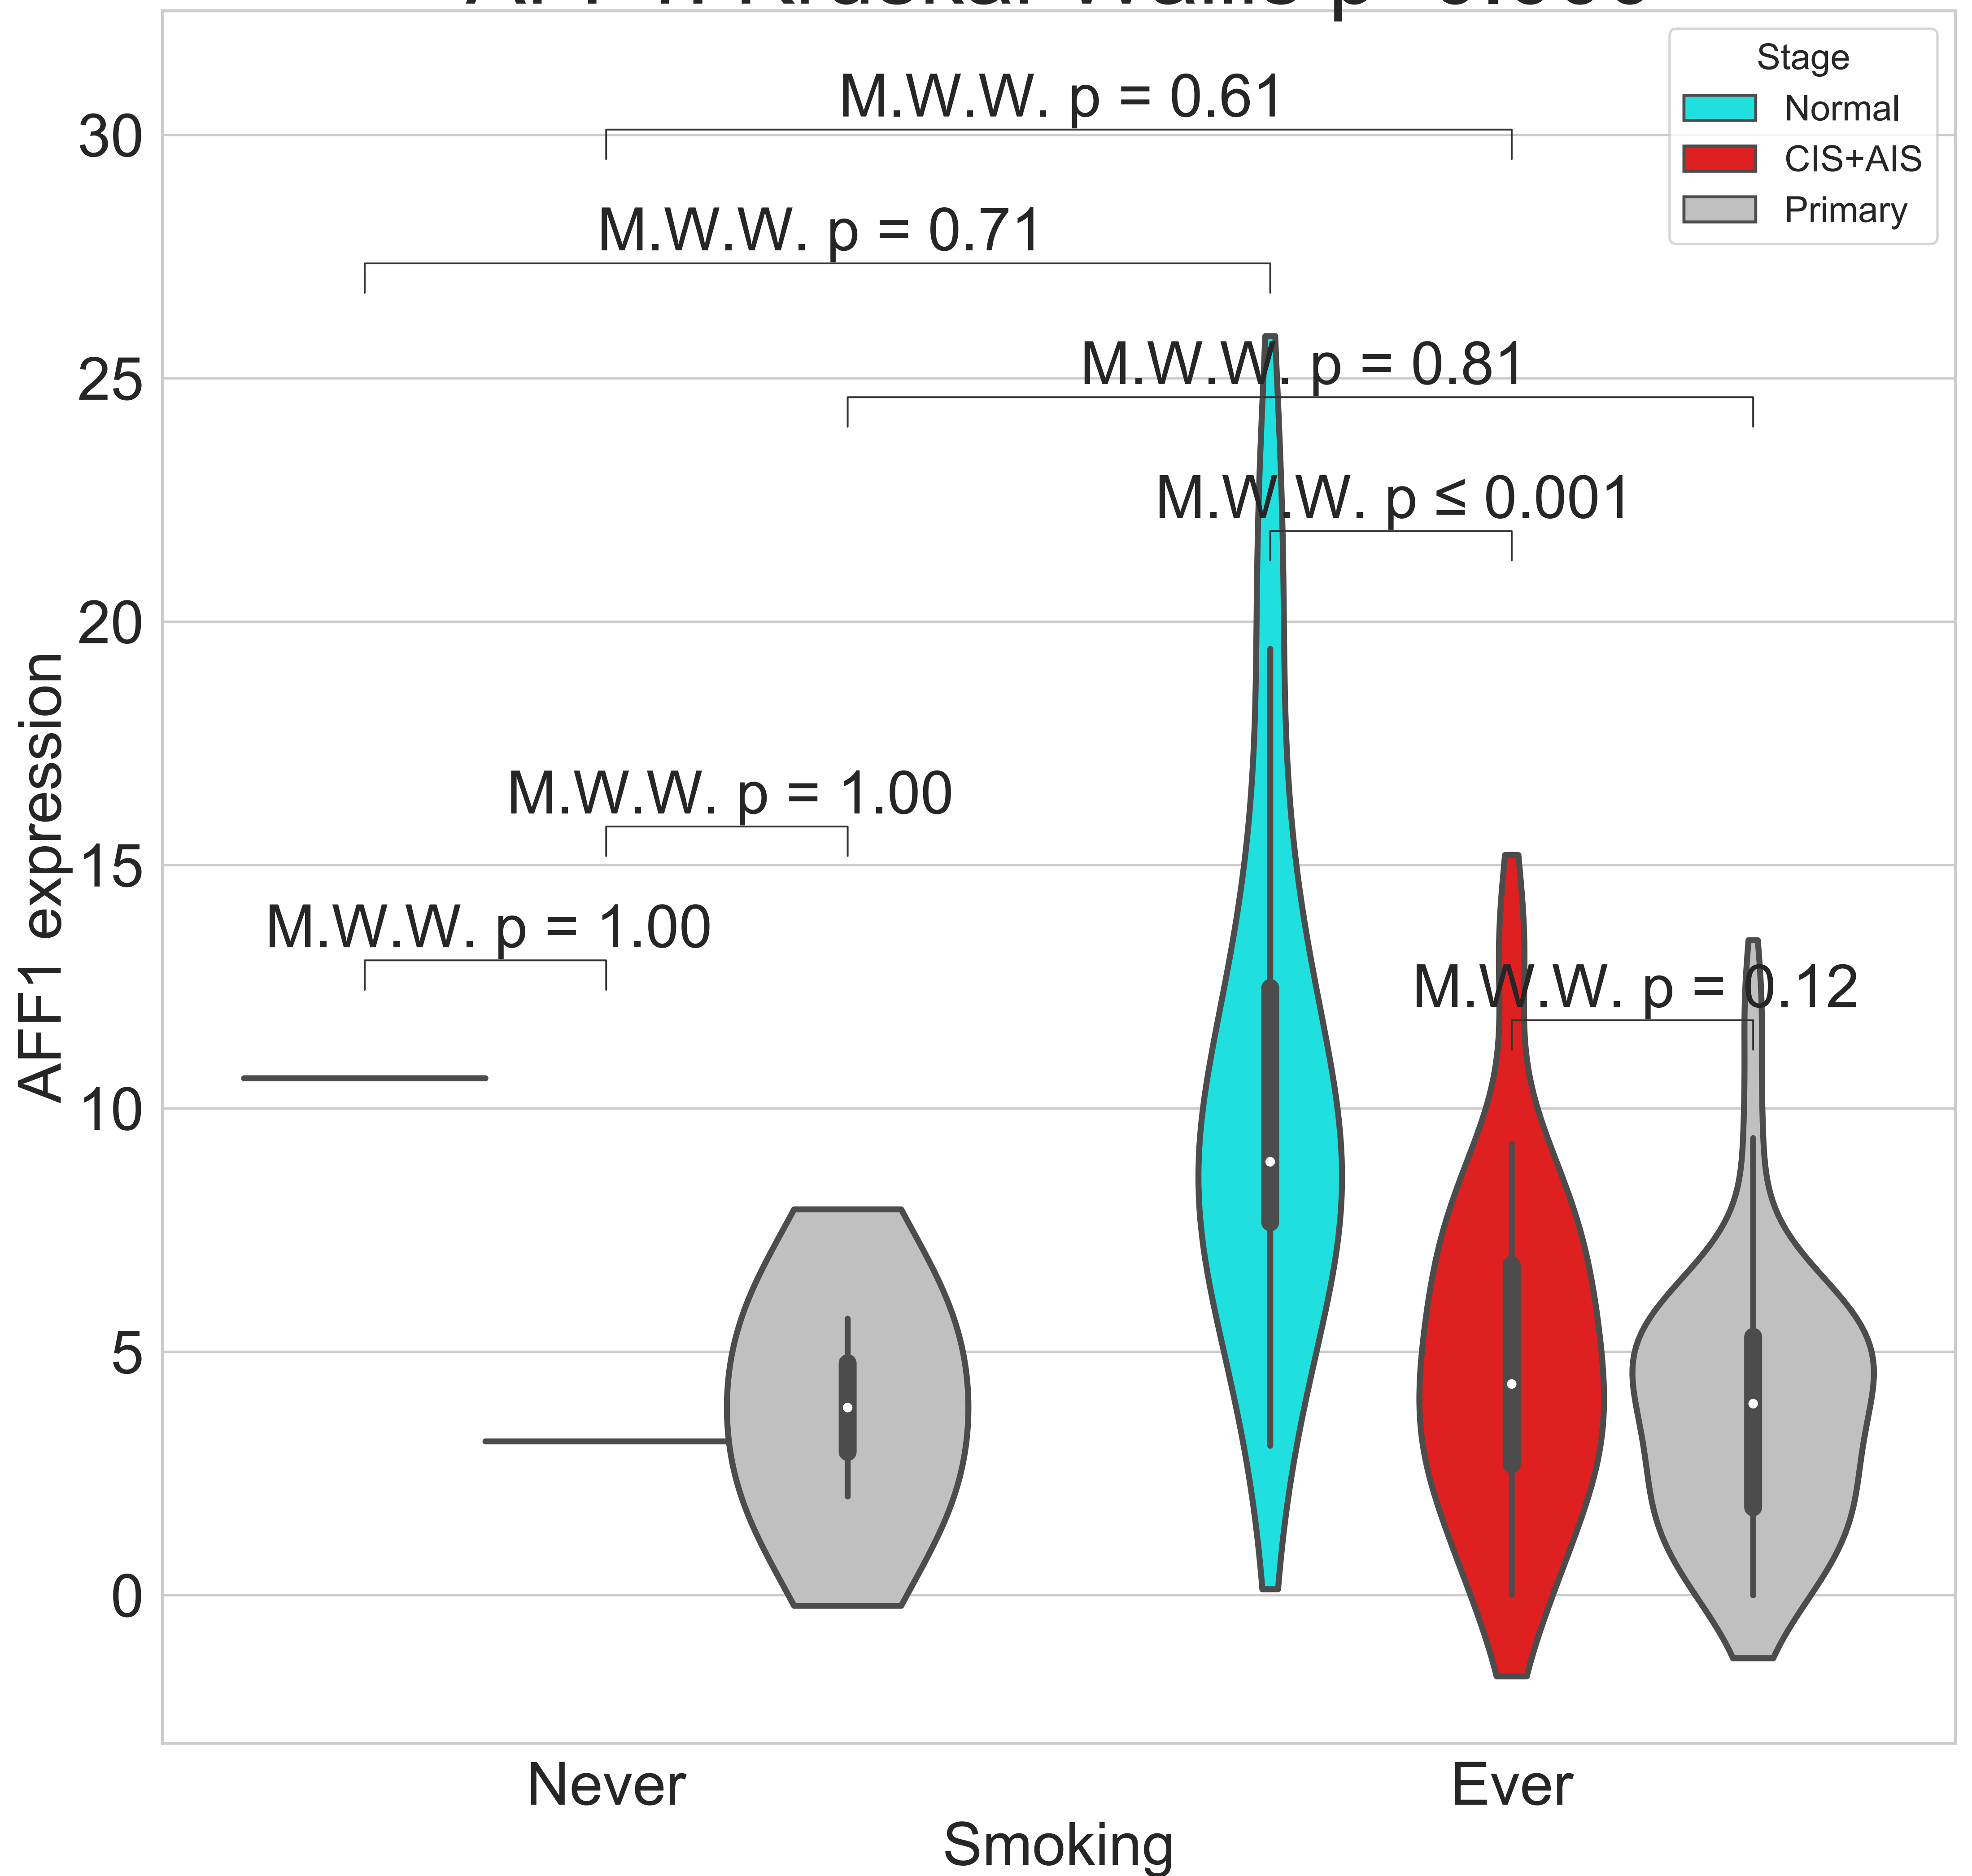 Stage
Normal
CIS+AIS
Primary
M.W.W. p = 0.61
M.W.W. p = 0.71
M.W.W. p = 0.81
M.W.W. p ≤ 0.001
M.W.W. p = 1.00
M.W.W. p = 1.00
M.W.W. p = 0.12
30
25
20
15
10
5
0
AFF1 expression
Never
Ever
Smoking